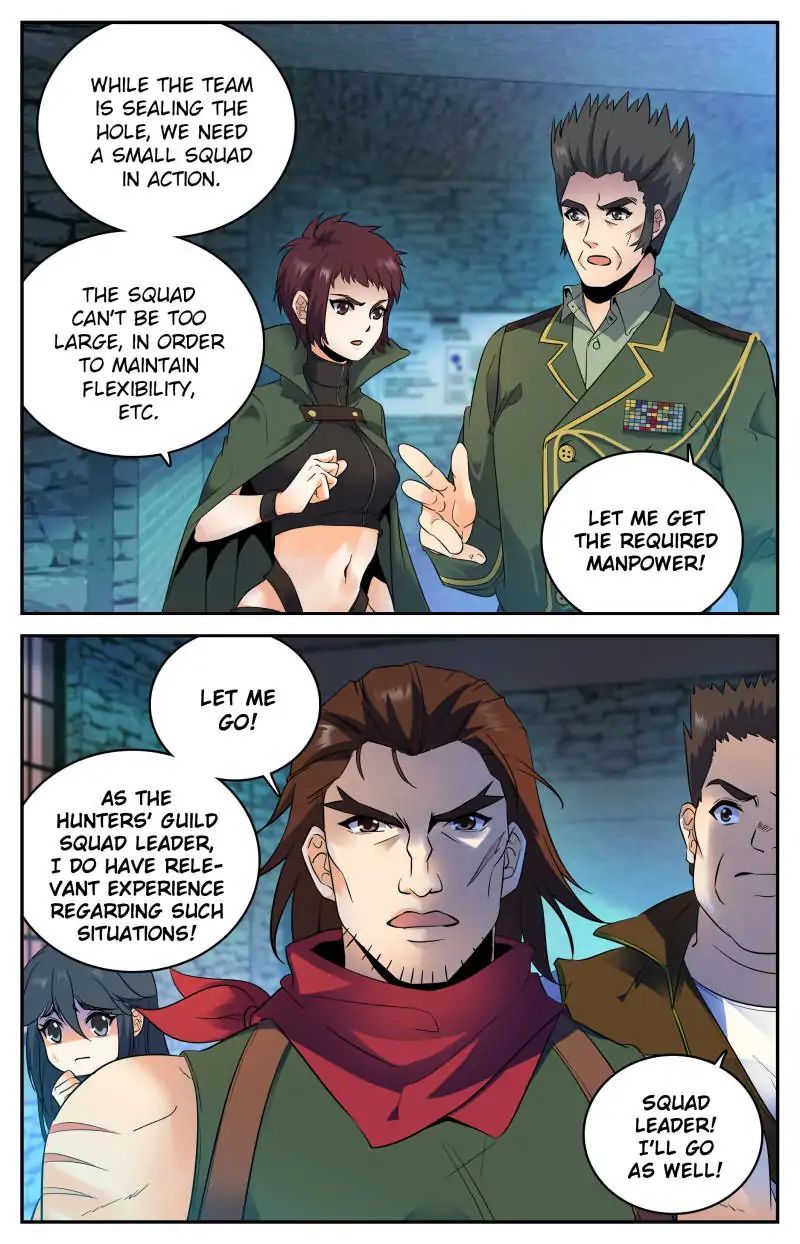 WHILE THE TEAM
IS SEALING THE
HOLE, WE NEED
A SMALL SQUAD
IN ACTION.
THE SQUAD
CAN'T BE TOO
LARGE, IN ORDER
TO MAINTAIN
FLEXIBILITY,
ETC.
LET ME GET
THE REQUIRED
MANPOWER!
LET ME
GO!
AS THE
HUNTERS' GUILD
SQUAD LEADER,
I DO HAVE RELE-
VANT EXPERIENCE
REGARDING SUCH
SITUATIONS!
SQUAD
LEADER!
I'LL GO
AS WELL!